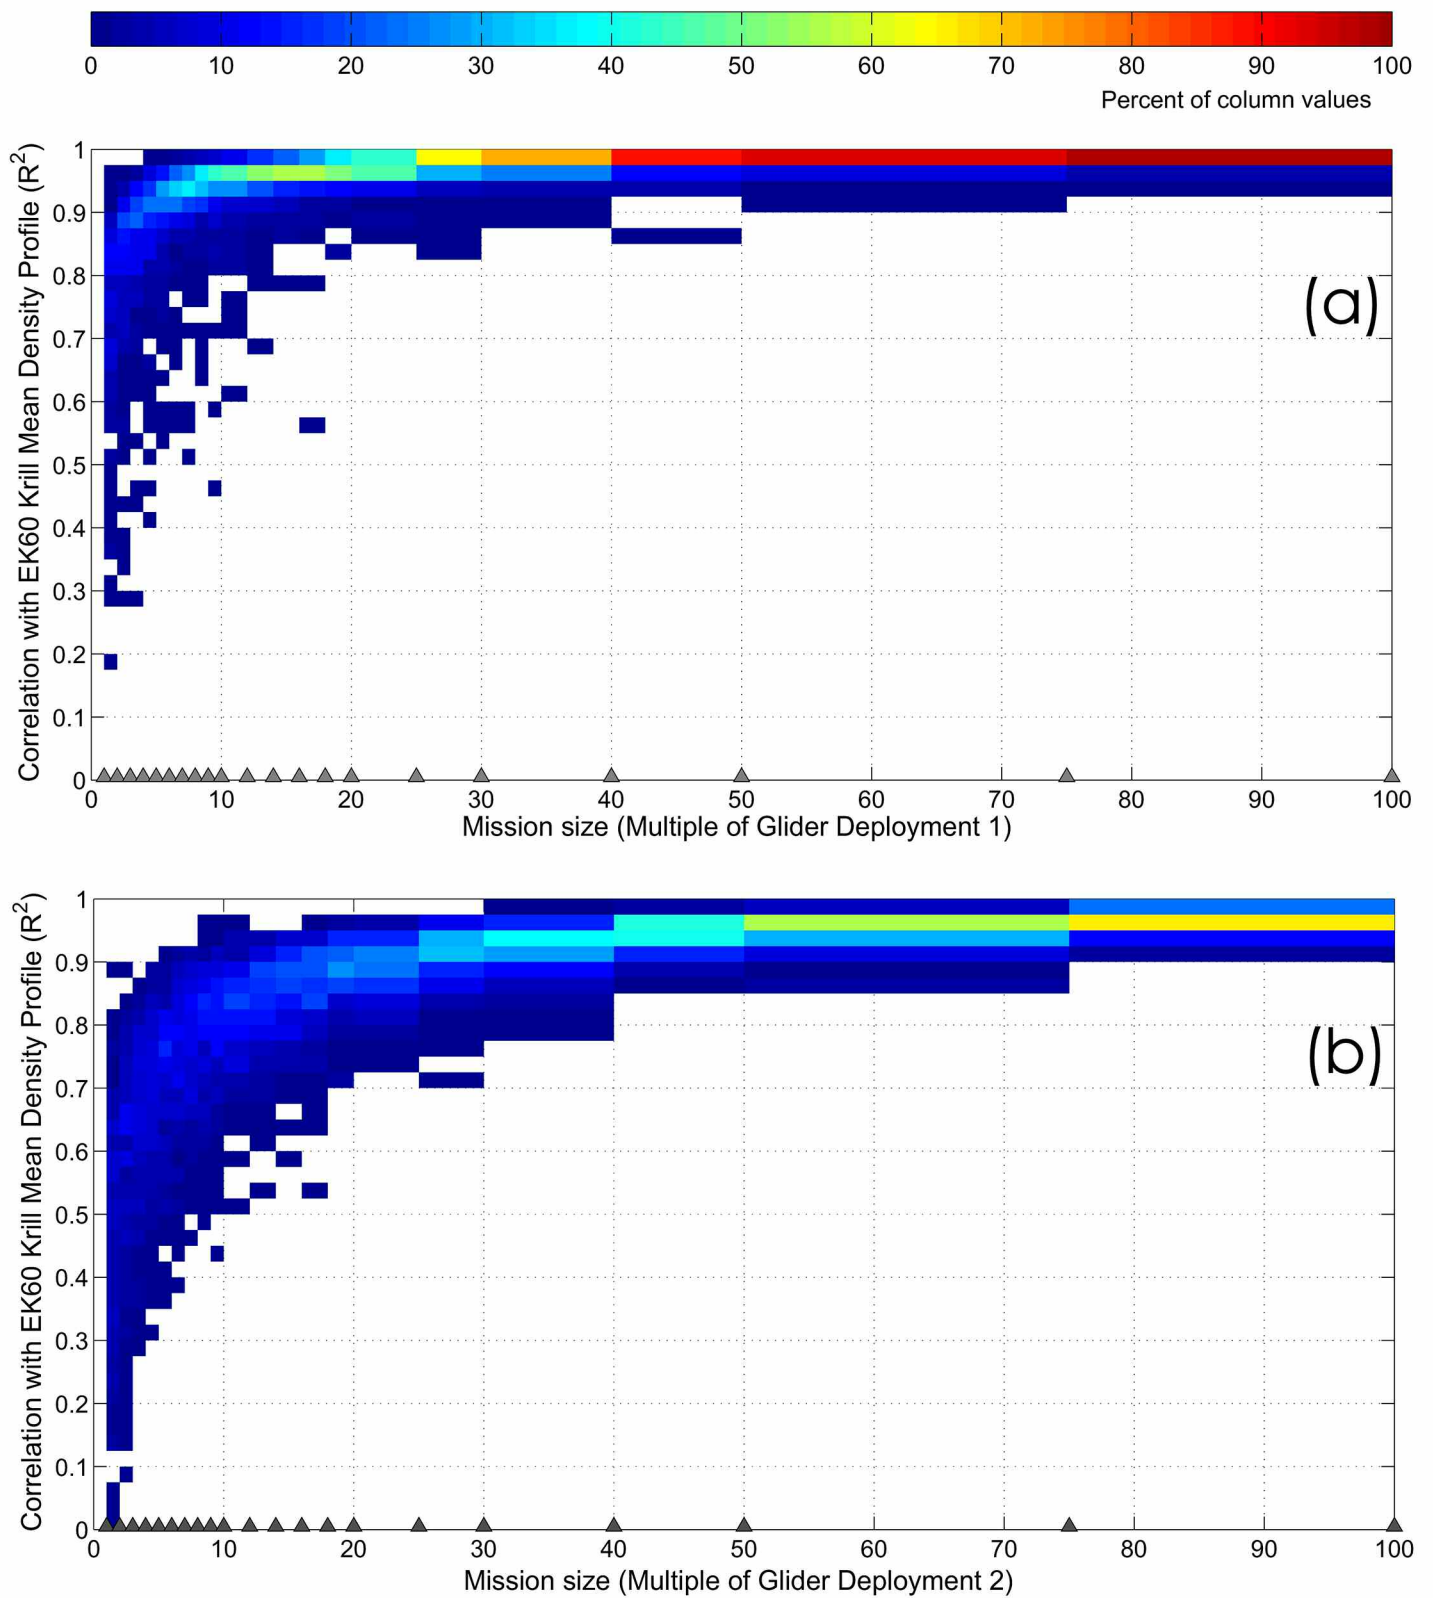 0 10 20 30 40 50 60 70 80 90 100
Percent of column values
Correlation with EK60 Krill Mean Density Profile (R2)
1
0.9
0.8
0.7
0.6
0.5
0.4
0.3
0.2
0.1
0
(a)
0 10 20 30 40 50 60 70 80 90 100
Mission size (Multiple of Glider Deployment 1)
Correlation with EK60 Krill Mean Density Profile (R2)
1
0.9
0.8
0.7
0.6
0.5
0.4
0.3
0.2
0.1
0
(b)
0 10 20 30 40 50 60 70 80 90 100
Mission size (Multiple of Glider Deployment 2)